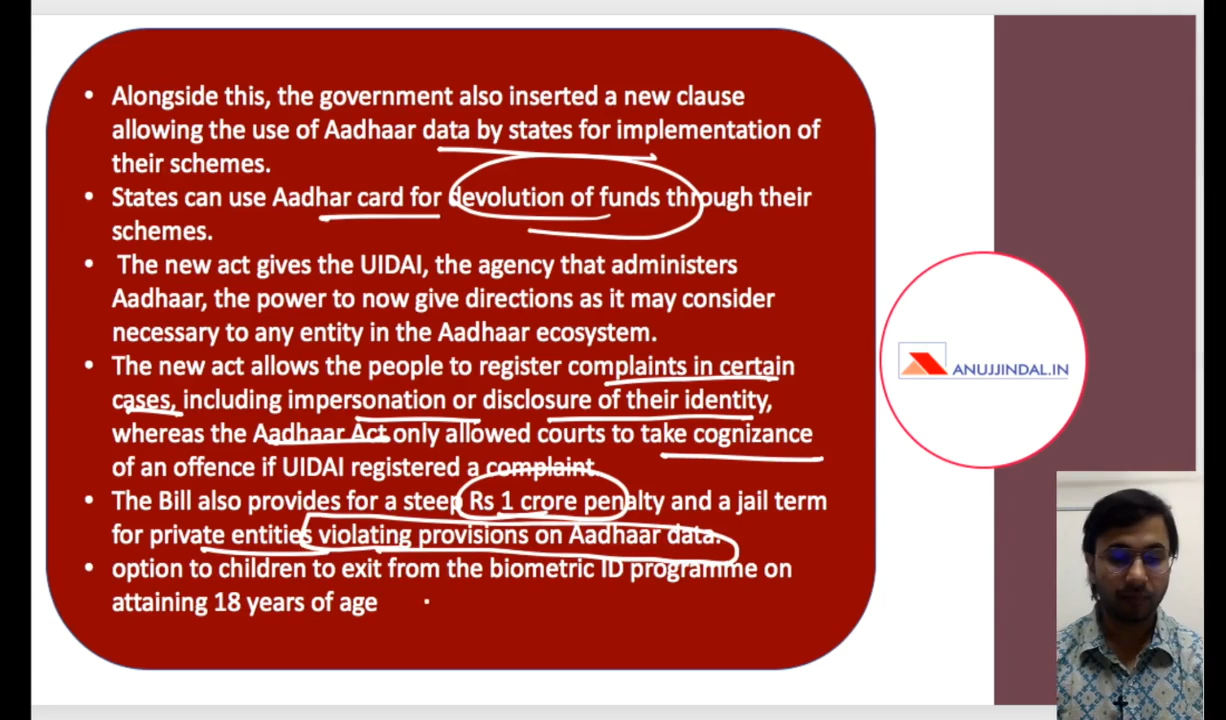 • Alongside this, the government also inserted a new clause
allowing the use of Aadhaar data by states for implementation of
their schemes.
• States can use Aadhar card for devolution of funds through their
schemes.
• The new act gives the UIDAI, the agency that administers
Aadhaar, the power to now give directions as it may consider
necessary to any entity in the Aadhaar ecosystem.
• The new act allows the people to register complaints in certain
cases, including impersonation or disclosure of their identity,
whereas the Aadhaar Act only allowed courts to take cognizance
of an offence if UIDAI registered a complaint.
• The Bill also provides for a steep Rs 1 crore penalty and a jail term
for private entities violating provisions on Aadhaar data.
• option to children to exit from the biometric ID programme on
attaining 18 years of age
ANUJJINDAL.IN